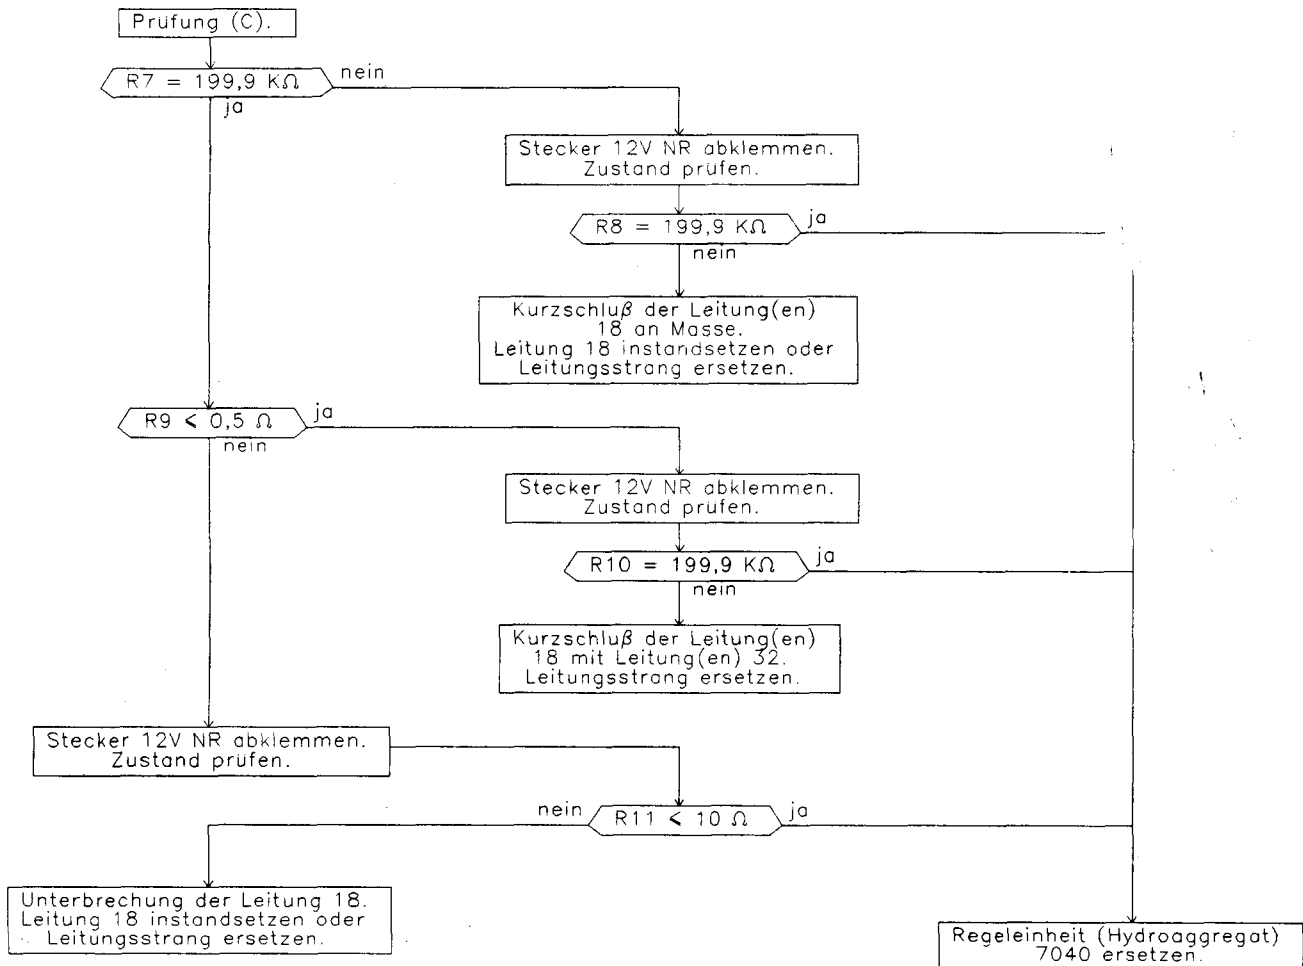 Prüfung (C).
R7 = 199,9 KΩ
nein
ja
Stecker 12V NR abklemmen.
Zustand prüfen.
R8 = 199,9 KΩ
ja
nein
Kurzschluß der Leitung(en)
18 an Masse.
Leitung 18 instandsetzen oder
Leitungsstrang ersetzen.
R9 < 0,5 Ω
ja
nein
Stecker 12V NR abklemmen.
Zustand prüfen.
R10 = 199,9 KΩ
ja
nein
Kurzschluß der Leitung(en)
18 mit Leitung(en) 32.
Leitungsstrang ersetzen.
Stecker 12V NR abklemmen.
Zustand prüfen.
nein
R11 < 10 Ω
ja
Unterbrechung der Leitung 18.
Leitung 18 instandsetzen oder
Leitungsstrang ersetzen.
Regeleinheit (Hydroaggregat)
7040 ersetzen.